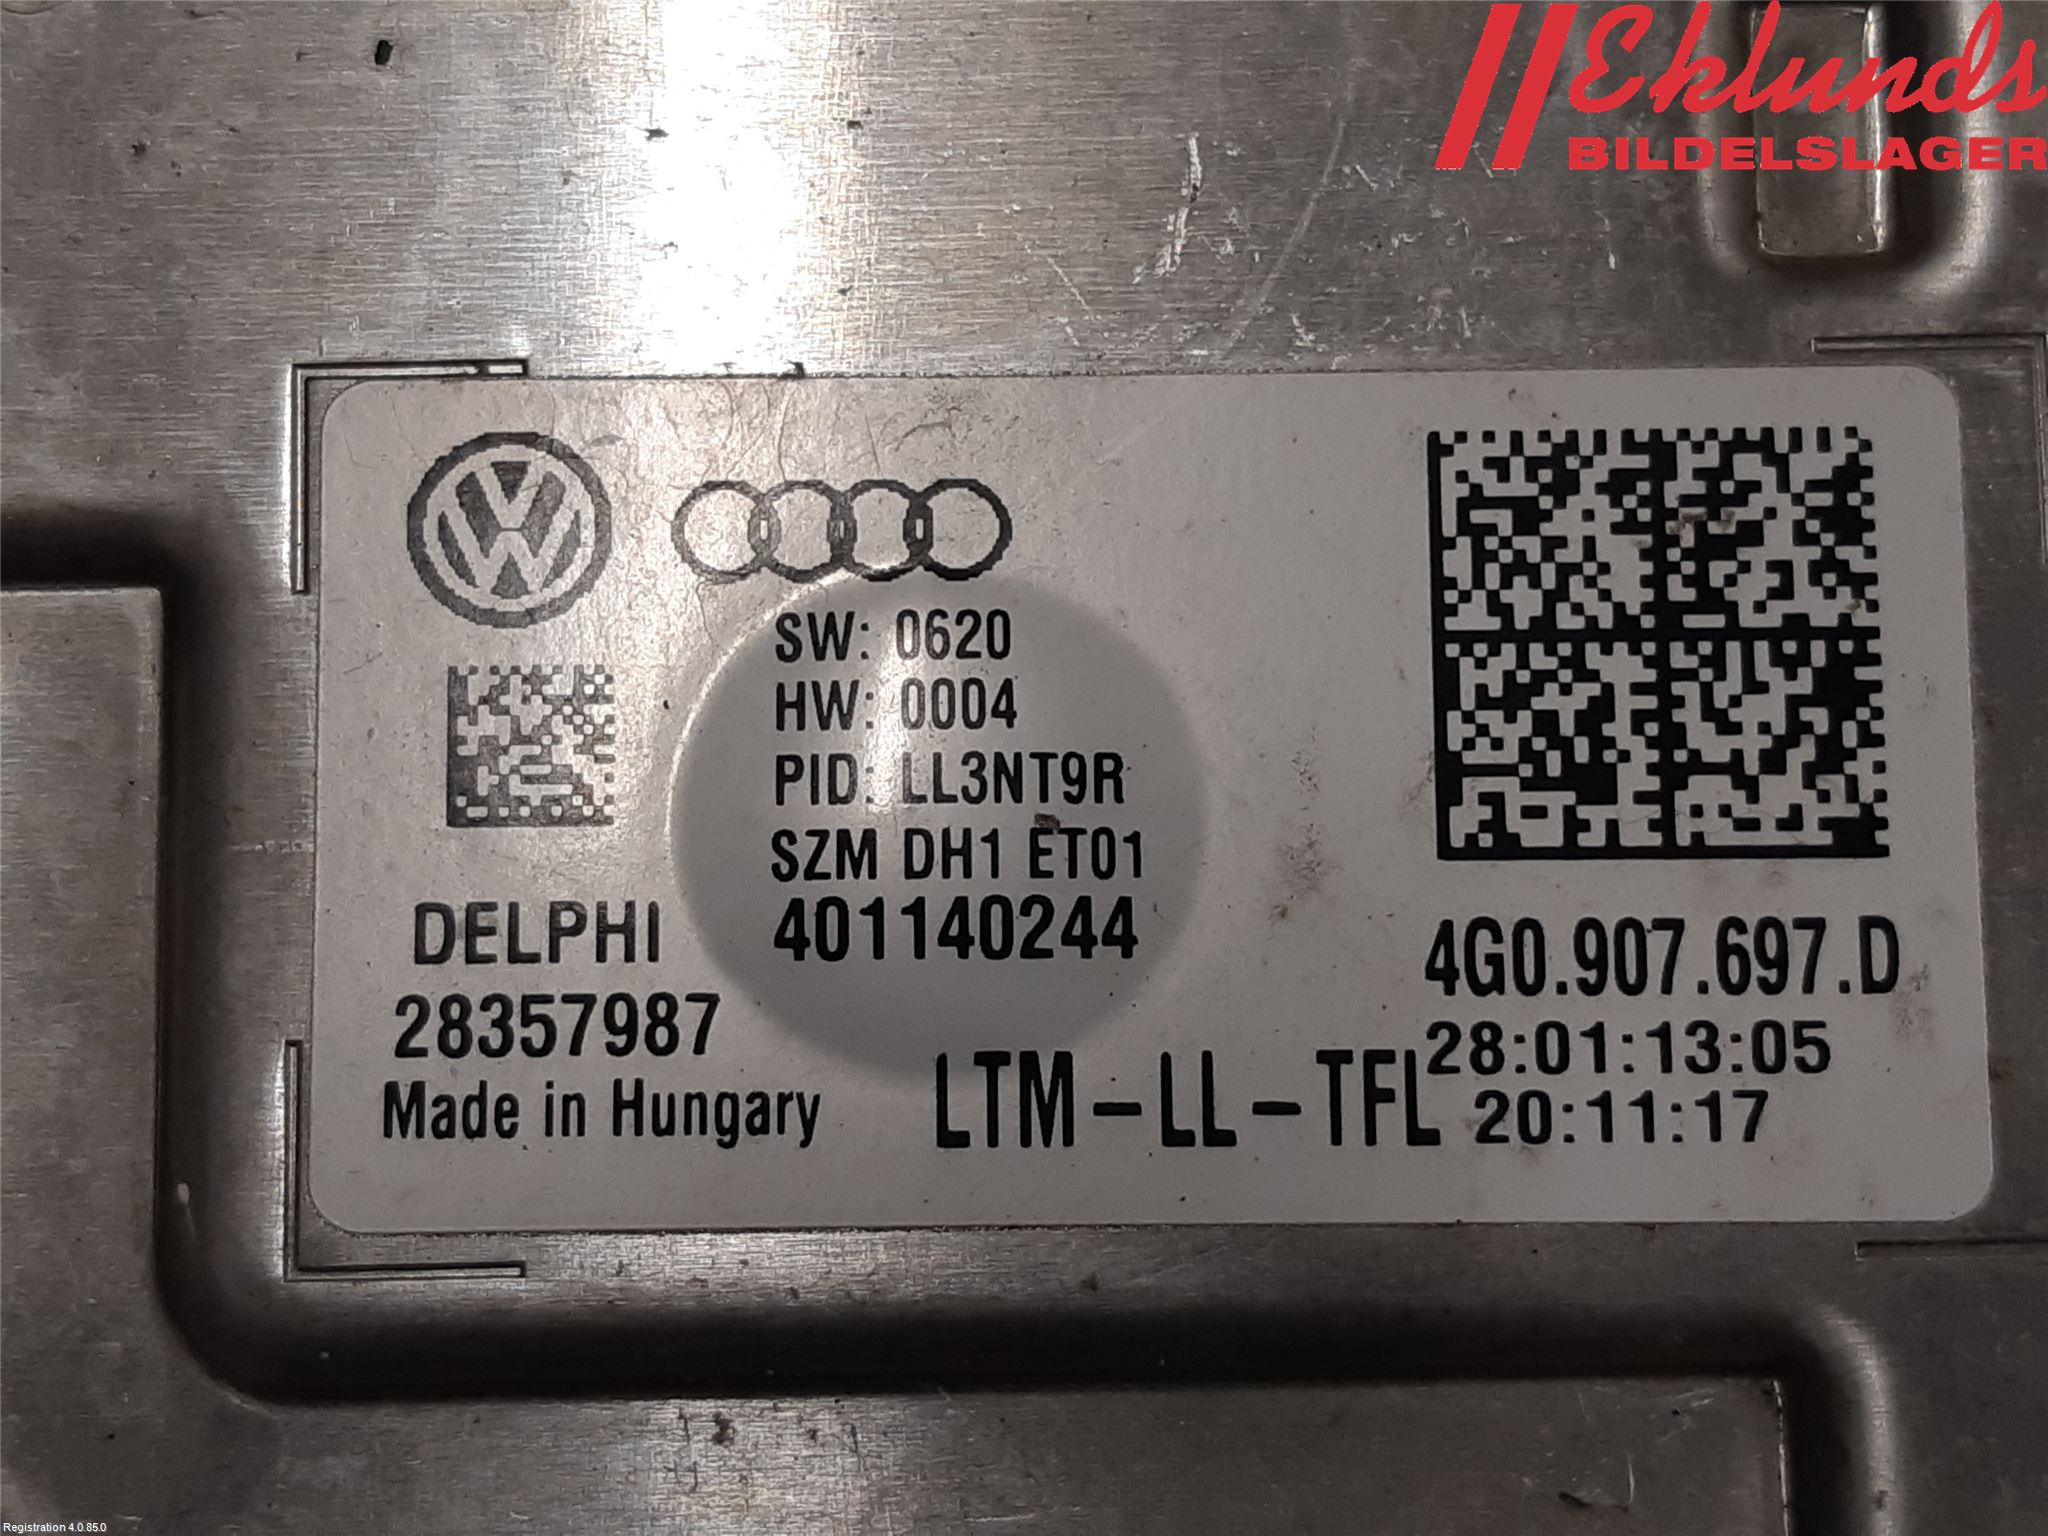 Eklunds
BILDELSLAGER
SW: 0620
HW: 0004
PID: LL3NT9R
SZM DH1 ET01
401140244
DELPHI
28357987
Made in Hungary
LTM-LL-TFL
4G0.907.697.D
28:01:13:05
20:11:17
Registration 4.0.85.0